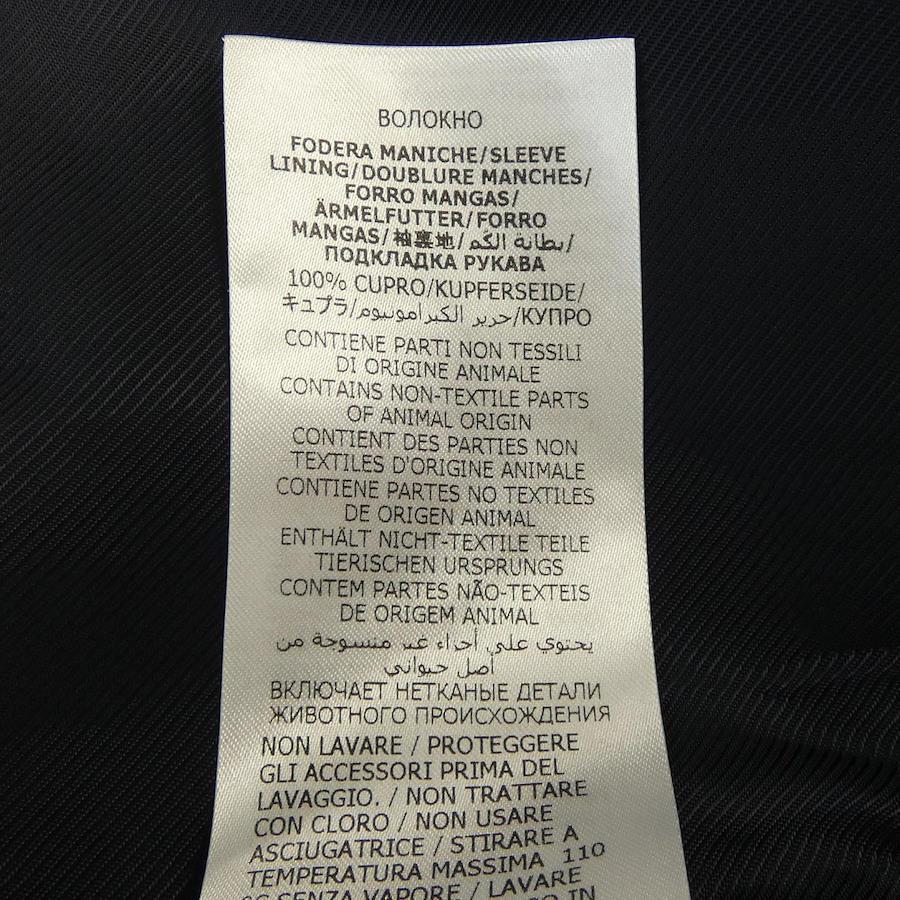 ВОЛОКНО
FODERA MANICHE/SLEEVE
LINING/DOUBLURE MANCHES/
FORRO MANGAS/
ÄRMELFUTTER/FORRO
MANGAS/袖裏地/بطانة الكم/
ПОДКЛАДКА РУКАВА
100% CUPRO/KUPFERSEIDE/
キュプラ/حرير الكبرامونيوم/КУПРО
CONTIENE PARTI NON TESSILI
DI ORIGINE ANIMALE
CONTAINS NON-TEXTILE PARTS
OF ANIMAL ORIGIN
CONTIENT DES PARTIES NON
TEXTILES D'ORIGINE ANIMALE
CONTIENE PARTES NO TEXTILES
DE ORIGEN ANIMAL
ENTHÄLT NICHT-TEXTILE TEILE
TIERISCHEN URSPRUNGS
CONTEM PARTES NÃO-TEXTEIS
DE ORIGEM ANIMAL
يحتوي على أجزاء غير منسوجة من
أصل حيواني
ВКЛЮЧАЕТ НЕТКАНЫЕ ДЕТАЛИ
ЖИВОТНОГО ПРОИСХОЖДЕНИЯ
NON LAVARE / PROTEGGERE
GLI ACCESSORI PRIMA DEL
LAVAGGIO. / NON TRATTARE
CON CLORO / NON USARE
ASCIUGATRICE / STIRARE A
TEMPERATURA MASSIMA 110
SENZA VAPORE / LAVARE
IN